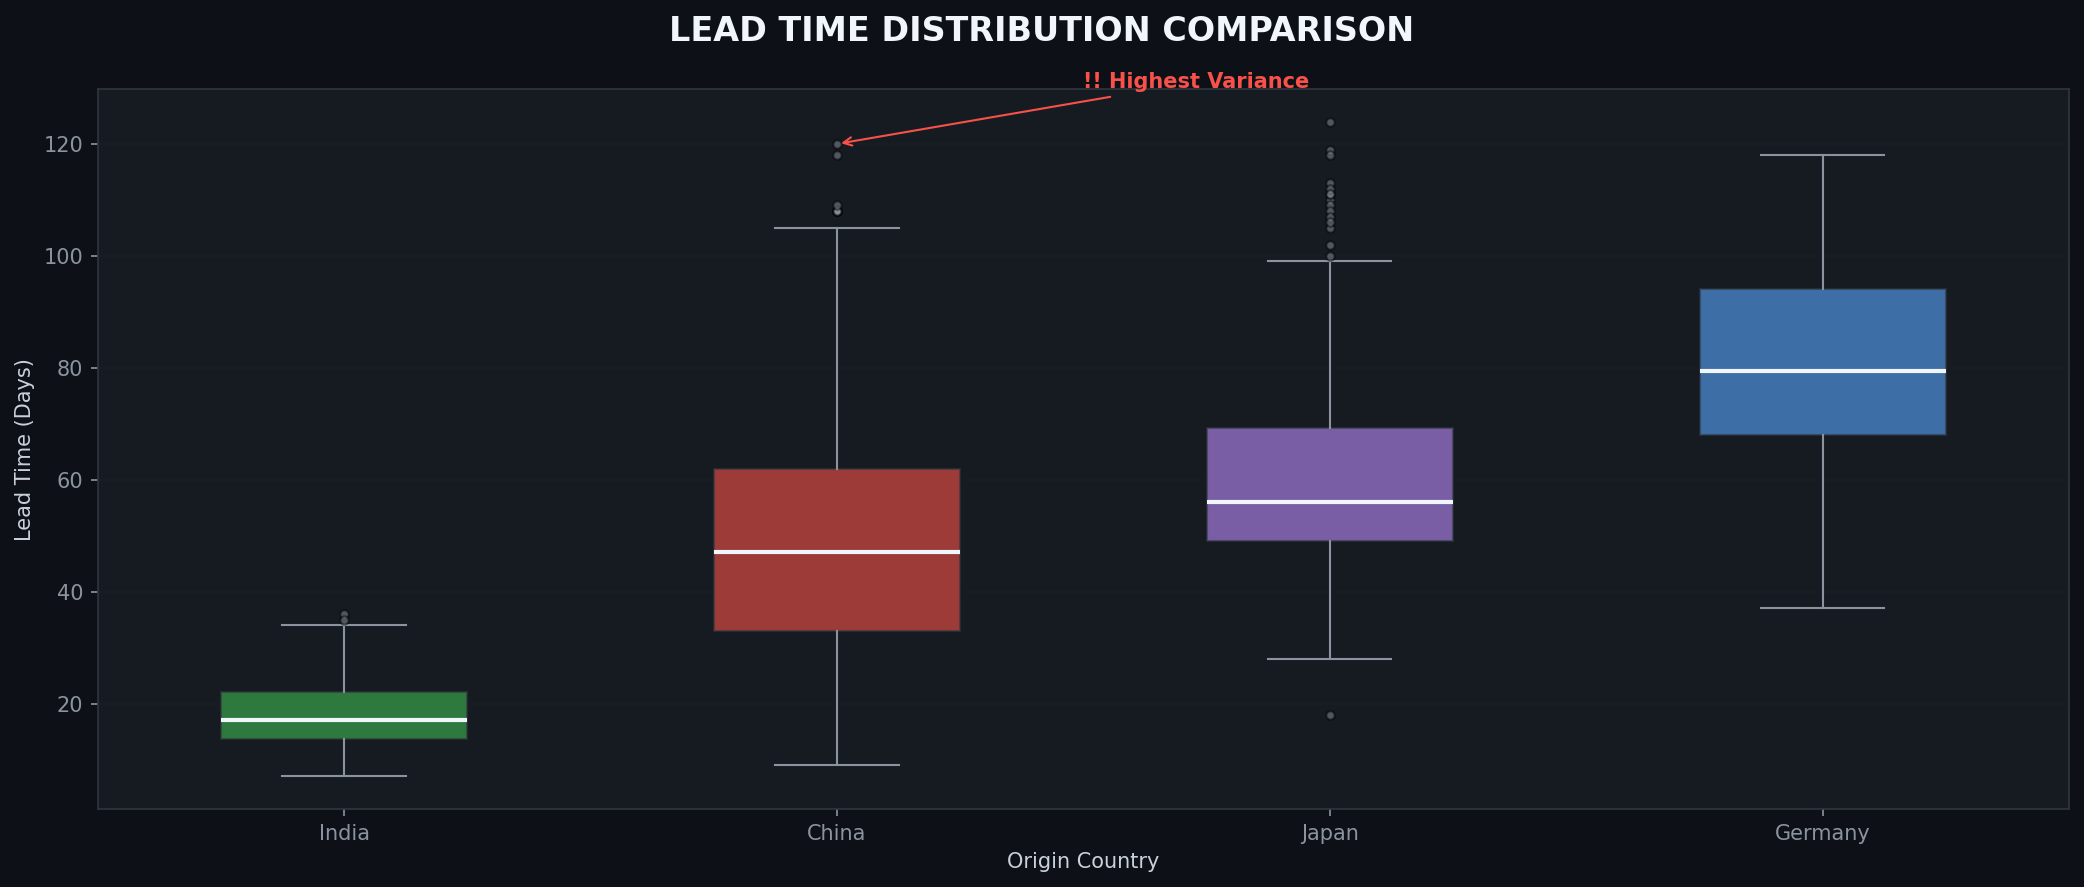 LEAD TIME DISTRIBUTION COMPARISON
!! Highest Variance
120
100
80
60
40
20
Lead Time (Days)
India
China
Japan
Germany
Origin Country